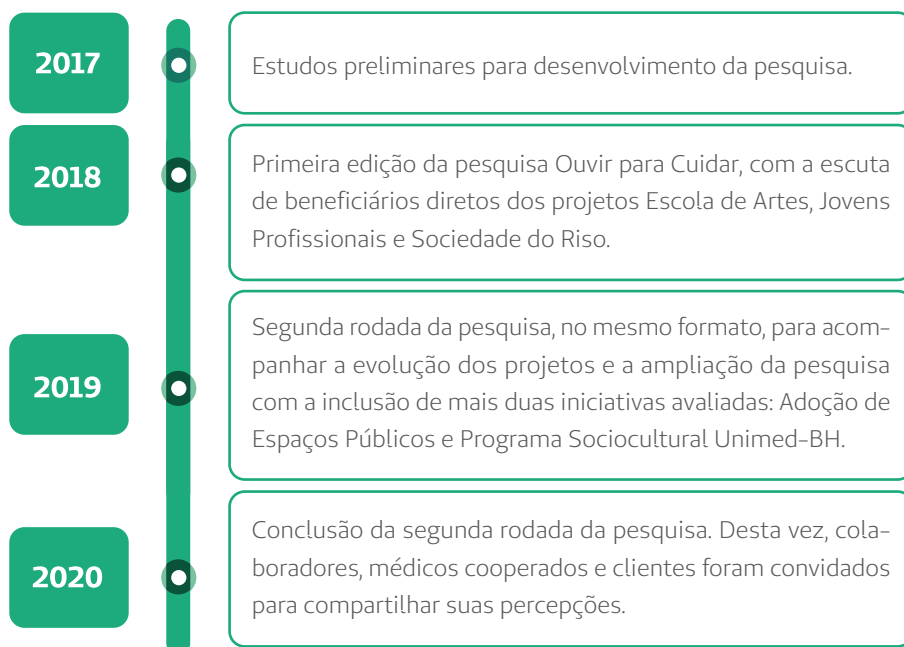 2017
Estudos preliminares para desenvolvimento da pesquisa.
2018
Primeira edição da pesquisa Ouvir para Cuidar, com a escuta
de beneficiários diretos dos projetos Escola de Artes, Jovens
Profissionais e Sociedade do Riso.
2019
Segunda rodada da pesquisa, no mesmo formato, para acom-
panhar a evolução dos projetos e a ampliação da pesquisa
com a inclusão de mais duas iniciativas avaliadas: Adoção de
Espaços Públicos e Programa Sociocultural Unimed-BH.
2020
Conclusão da segunda rodada da pesquisa. Desta vez, cola-
boradores, médicos cooperados e clientes foram convidados
para compartilhar suas percepções.